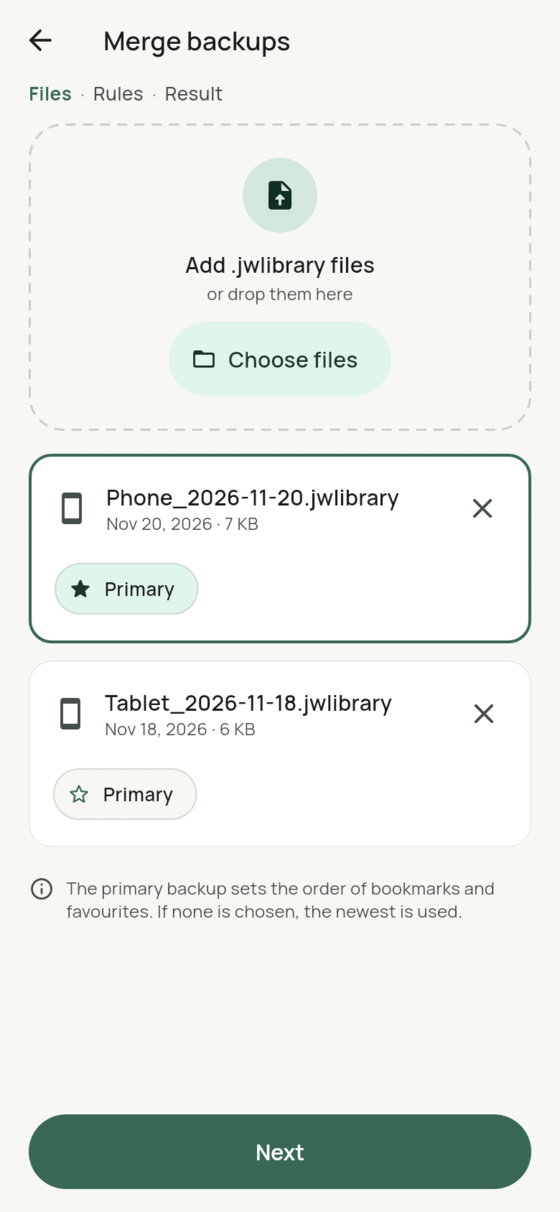 Merge backups
Files · Rules · Result
Add .jwlibrary files
or drop them here
Choose files
Phone_2026-11-20.jwlibrary
Nov 20, 2026 · 7 KB
Primary
Tablet_2026-11-18.jwlibrary
Nov 18, 2026 · 6 KB
Primary
The primary backup sets the order of bookmarks and
favourites. If none is chosen, the newest is used.
Next